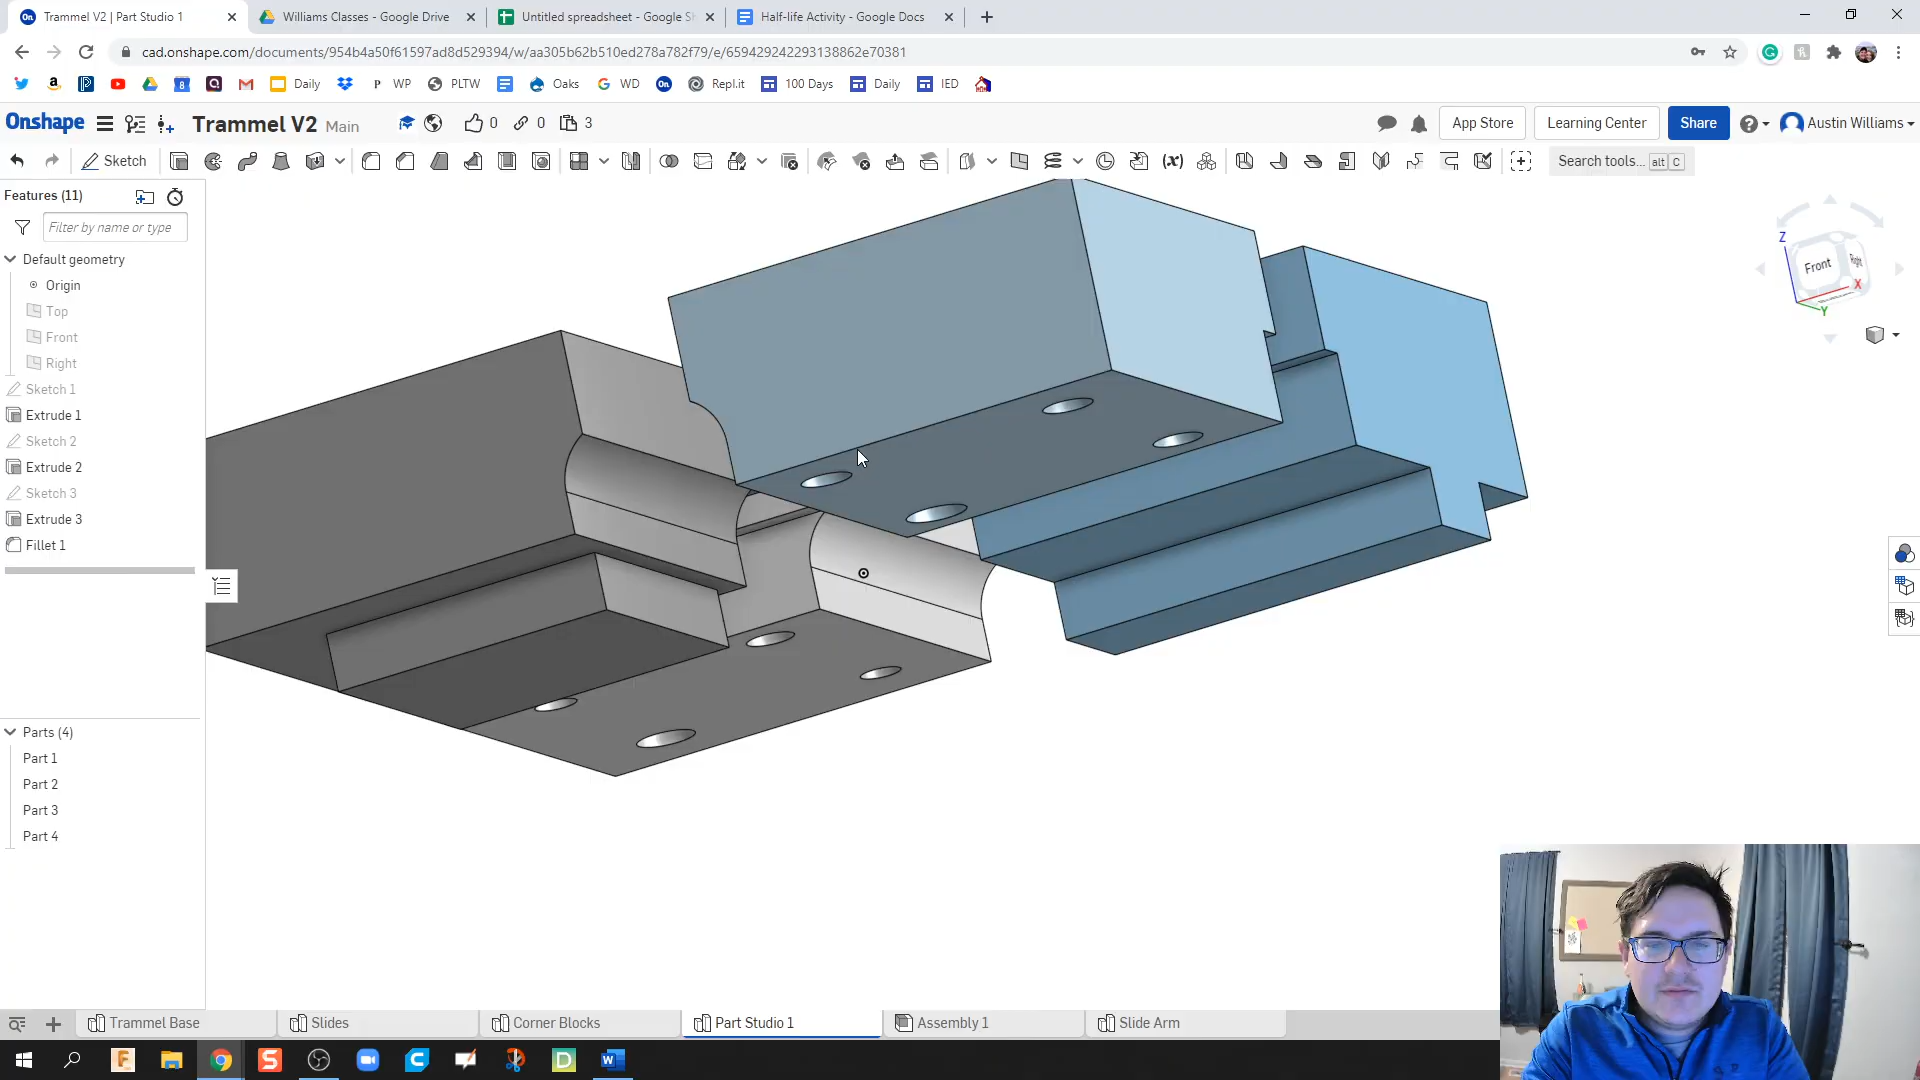 Trammel V2 | Part Studio 1
Williams Classes - Google Drive
Untitled spreadsheet - Google S
Half-life Activity - Google Docs
cad.onshape.com/documents/954b4a50f61597ad8d529394/w/aa305b62b510ed278a782f79/e/659429242293138862e70381
Daily
WP
PLTW
Oaks
WD
Repl.it
100 Days
Daily
IED
Onshape
Trammel V2 Main
0
0
3
App Store
Learning Center
Share
Austin Williams
Sketch
Search tools... alt C
Features (11)
Filter by name or type
Default geometry
Origin
Top
Front
Right
Sketch 1
Extrude 1
Sketch 2
Extrude 2
Sketch 3
Extrude 3
Fillet 1
Z
Front
Right
X
Y
Parts (4)
Part 1
Part 2
Part 3
Part 4
Trammel Base
Slides
Corner Blocks
Part Studio 1
Assembly 1
Slide Arm